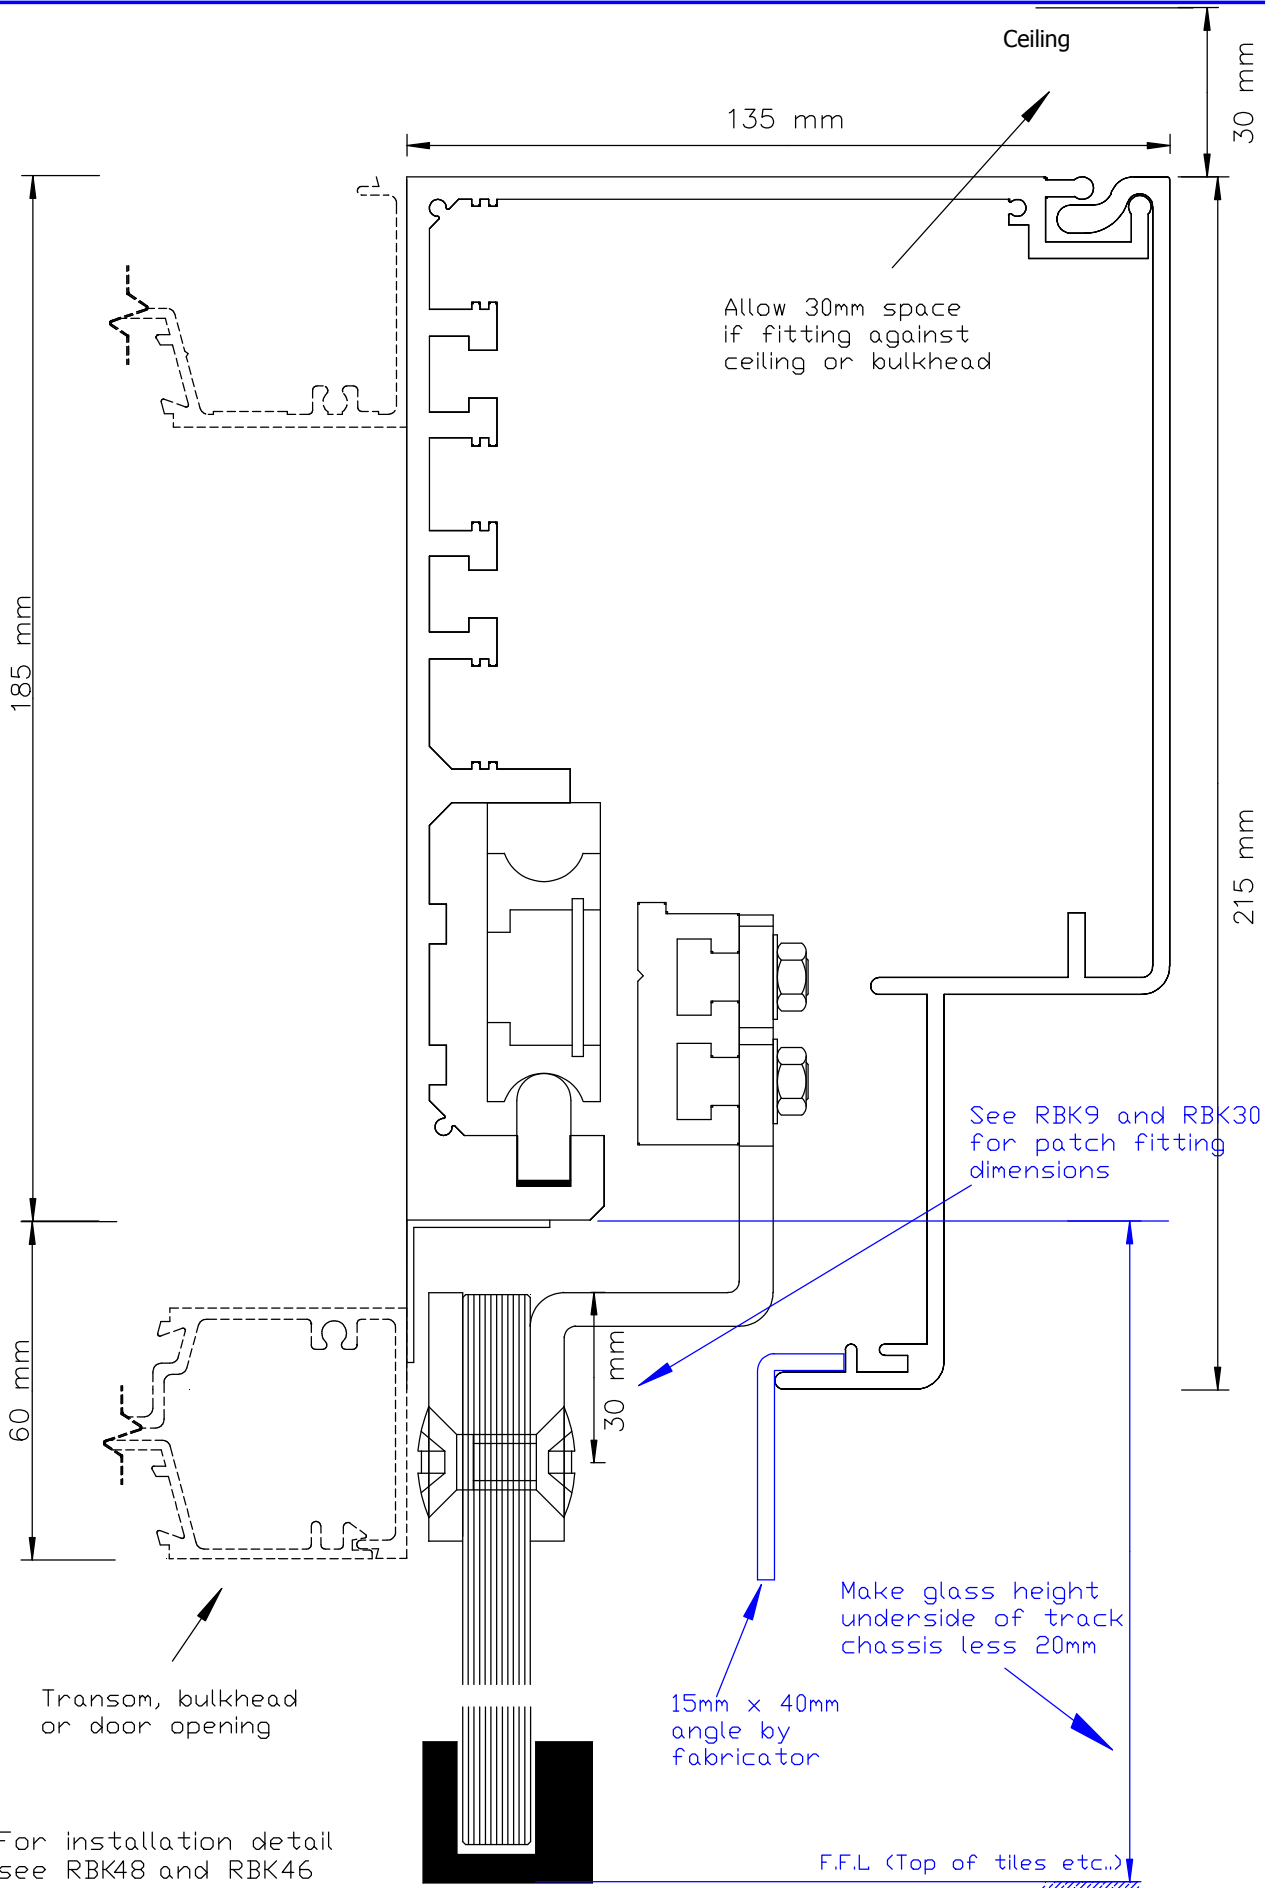 Ceiling
30 mm
135 mm
Allow 30mm space
if fitting against
ceiling or bulkhead
185 mm
215 mm
See RBK9 and RBK30
for patch fitting
dimensions
60 mm
30 mm
Make glass height
underside of track
chassis less 20mm
Transom, bulkhead
or door opening
15mm x 40mm
angle by
fabricator
For installation detail
see RBK48 and RBK46
F.F.L (Top of tiles etc..)